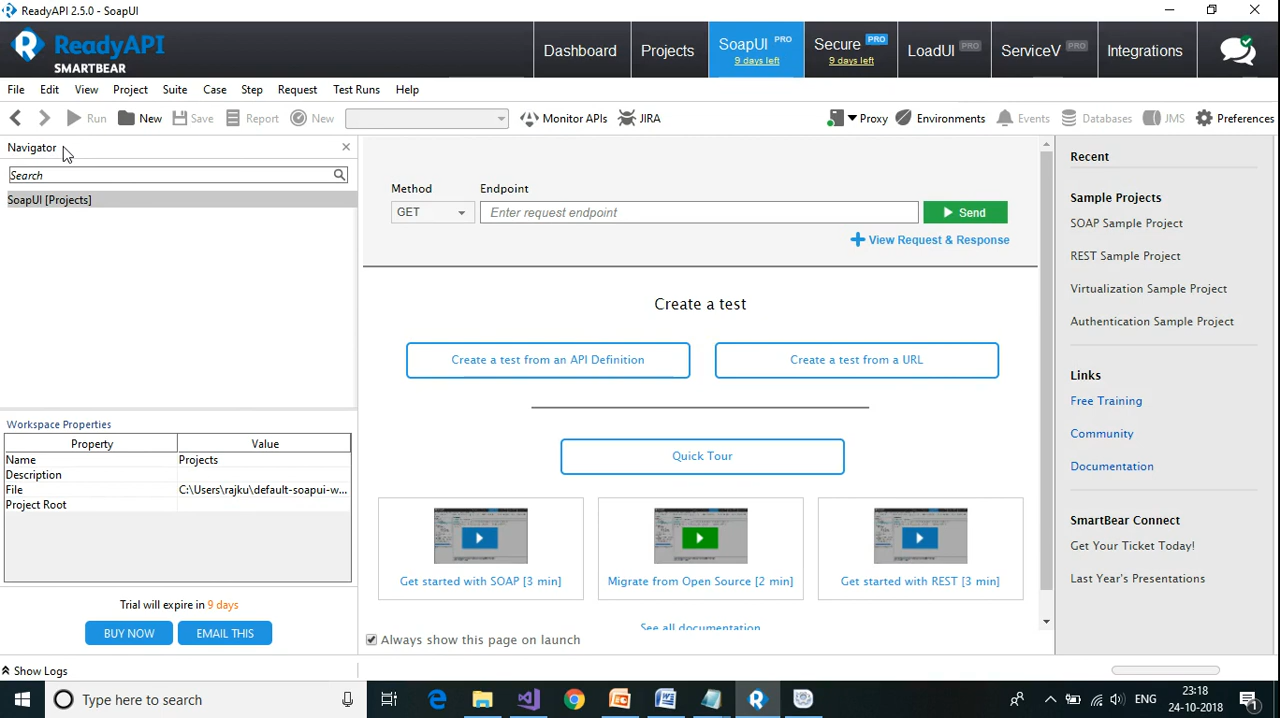 ReadyAPI 2.5.0 - SoapUI
ReadyAPI
SMARTBEAR
Dashboard
Projects
SoapUI PRO
9 days left
Secure PRO
9 days left
LoadUI PRO
ServiceV PRO
Integrations
File Edit View Project Suite Case Step Request Test Runs Help
Run New Save Report New Monitor APIs JIRA Proxy Environments Events Databases JMS Preferences
Navigator
Search
SoapUI [Projects]
Workspace Properties
Property Value
Name Projects
Description
File C:\Users\rajku\default-soapui-w...
Project Root
Trial will expire in 9 days
BUY NOW EMAIL THIS
Show Logs
Method Endpoint
GET Enter request endpoint Send
View Request & Response
Create a test
Create a test from an API Definition Create a test from a URL
Quick Tour
Get started with SOAP [3 min] Migrate from Open Source [2 min] Get started with REST [3 min]
See all documentation
Always show this page on launch
Recent
Sample Projects
SOAP Sample Project
REST Sample Project
Virtualization Sample Project
Authentication Sample Project
Links
Free Training
Community
Documentation
SmartBear Connect
Get Your Ticket Today!
Last Year's Presentations
Type here to search
ENG
23:18
24-10-2018
1